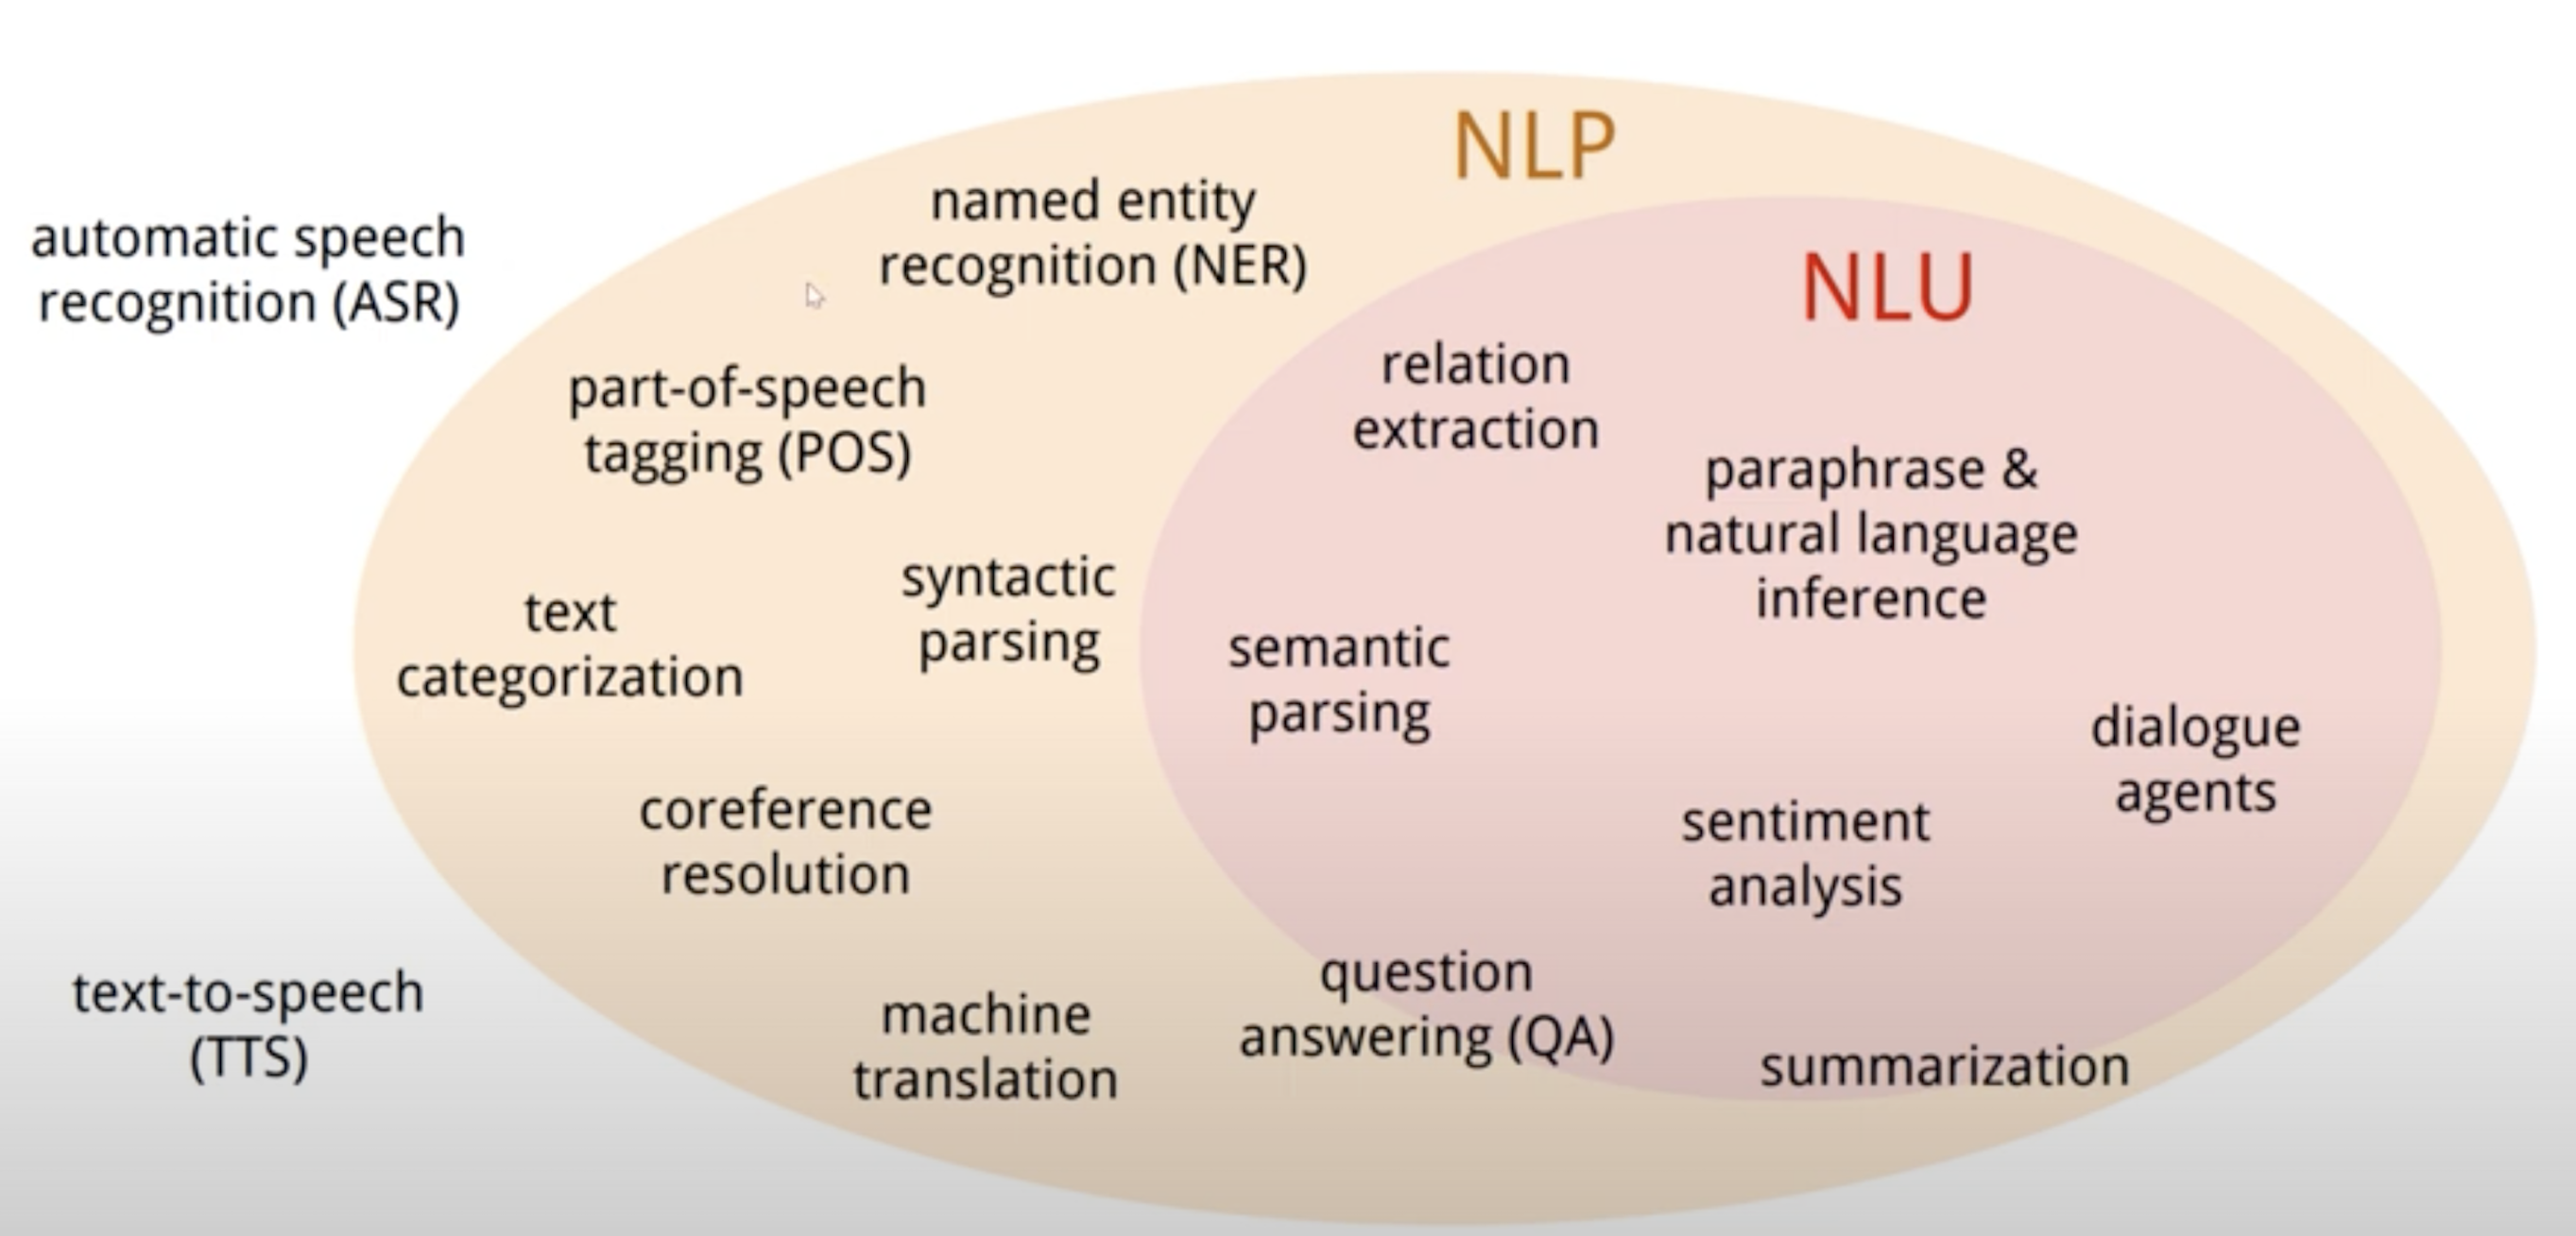 NLP
named entity
recognition (NER)
automatic speech
recognition (ASR)
NLU
part-of-speech
tagging (POS)
relation
extraction
paraphrase &
natural language
inference
text
categorization
syntactic
parsing
semantic
parsing
dialogue
agents
coreference
resolution
sentiment
analysis
text-to-speech
(TTS)
machine
translation
question
answering (QA)
summarization